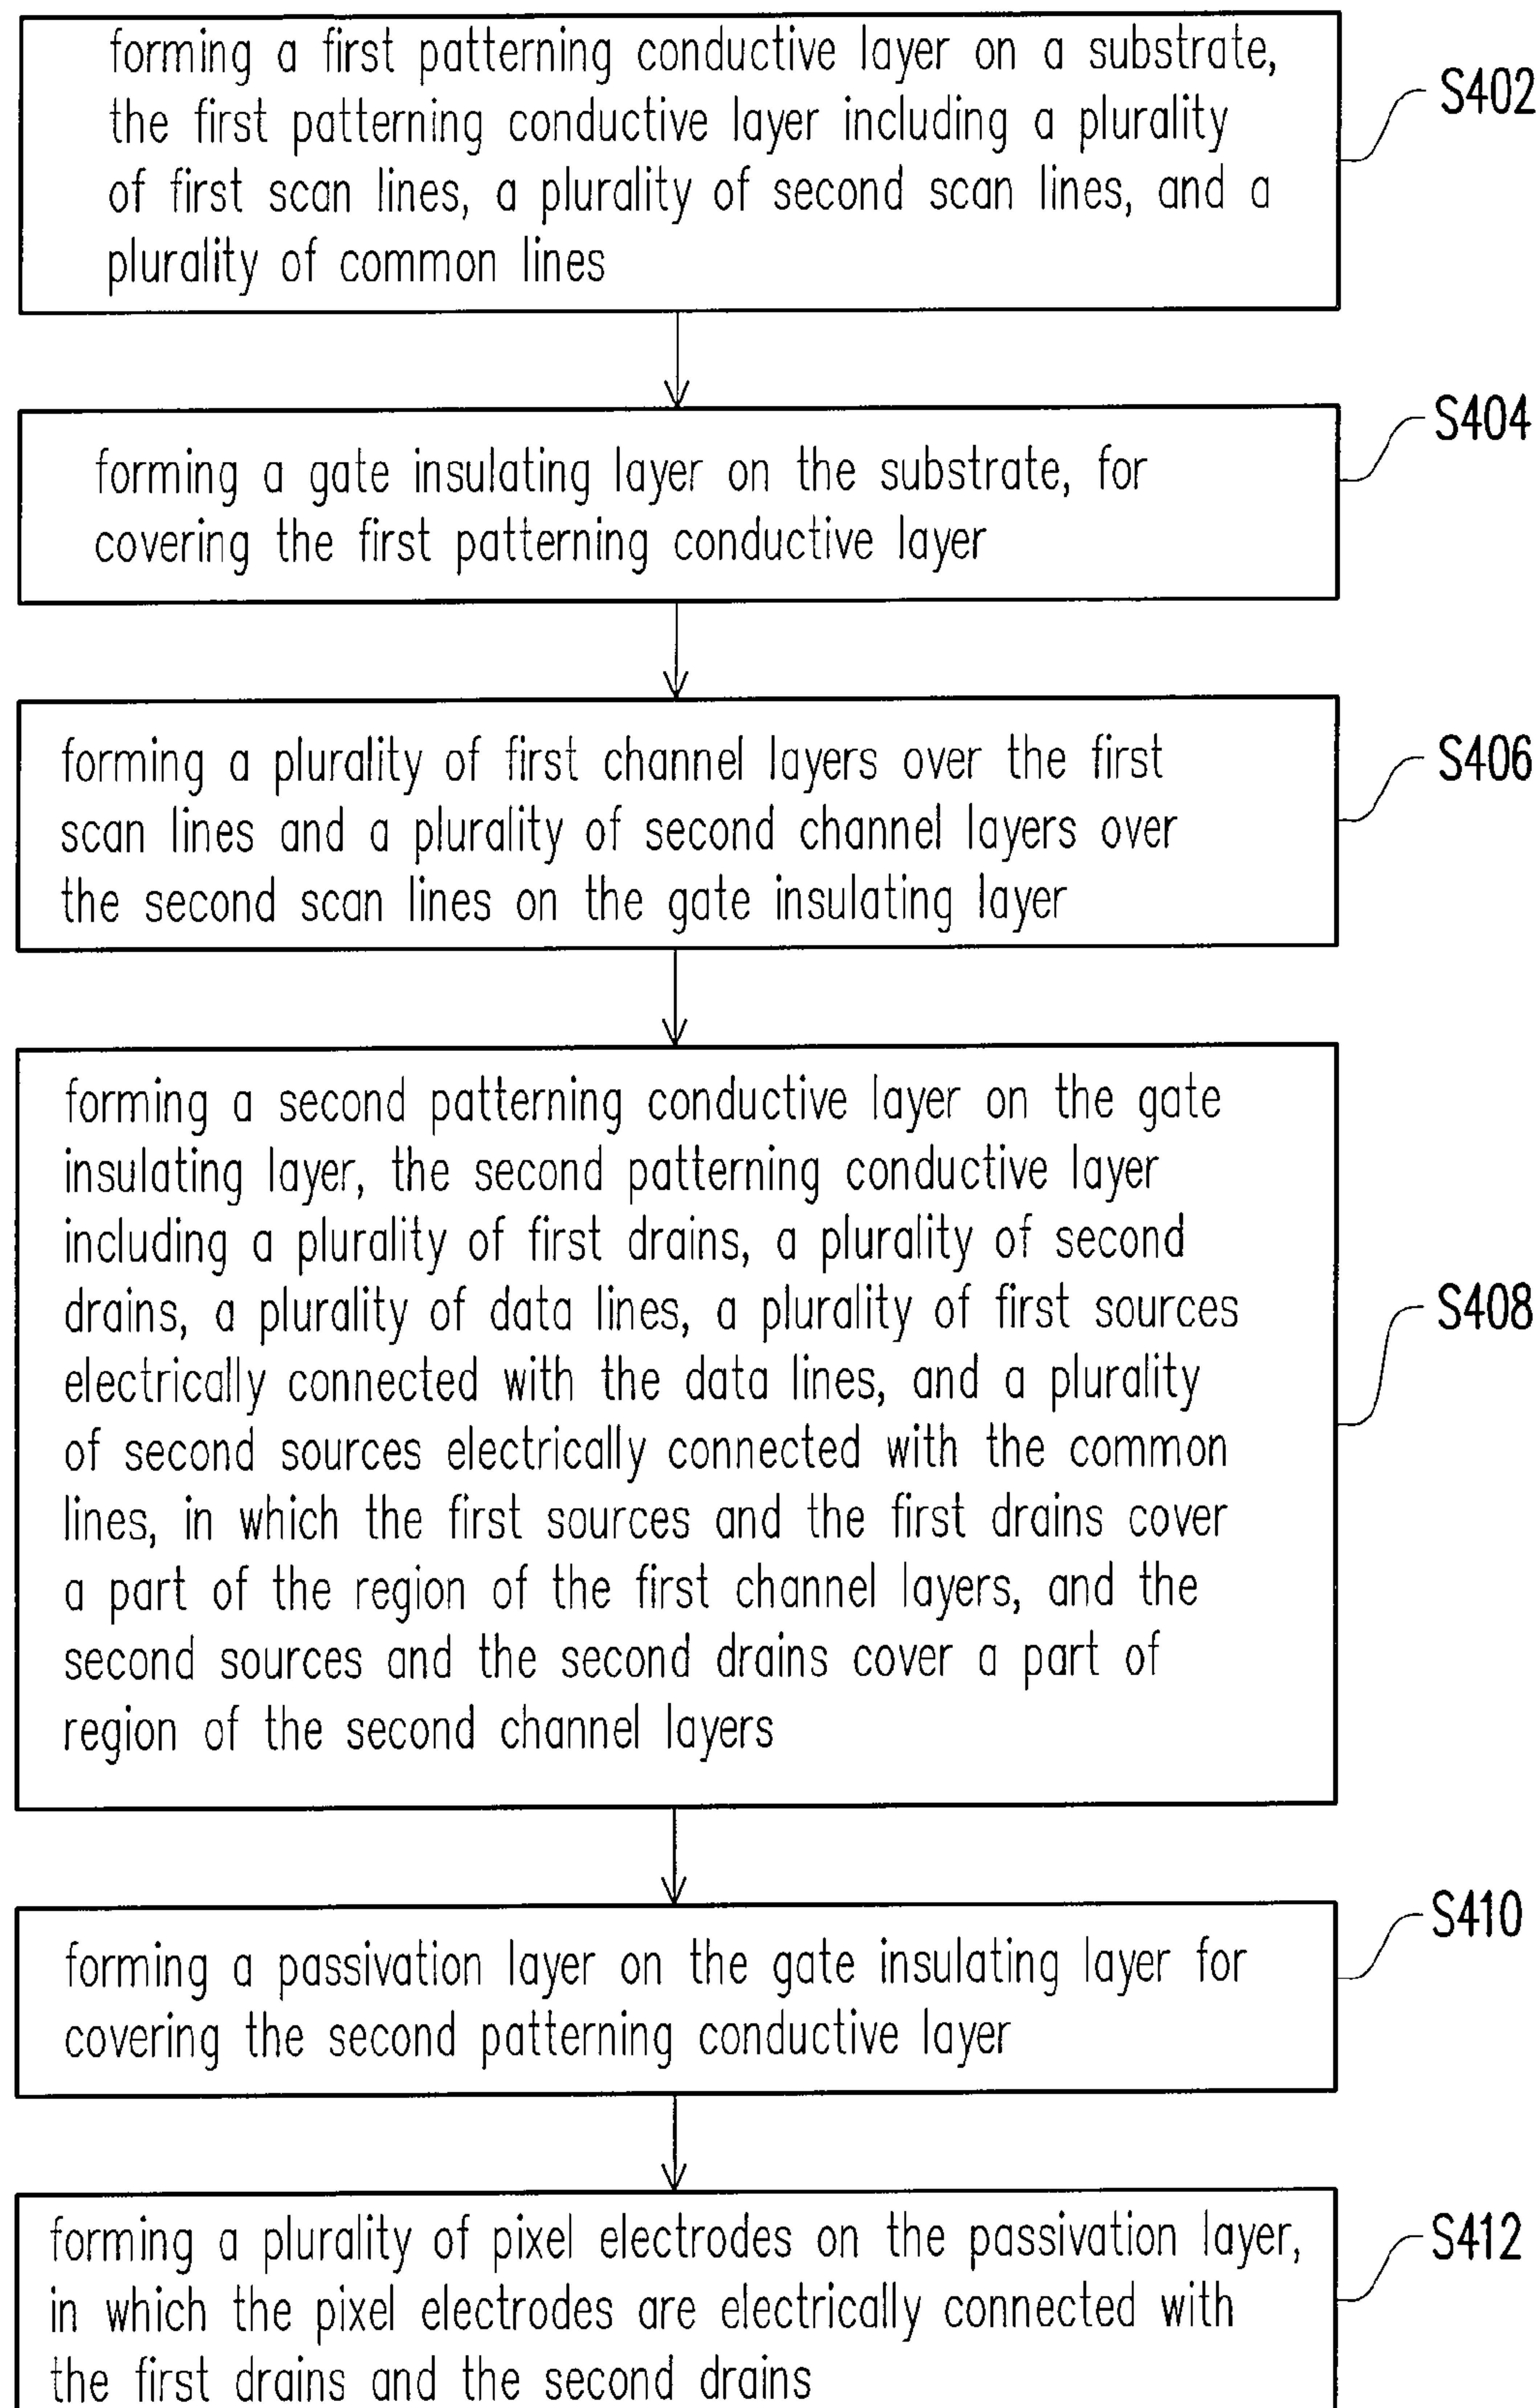 forming a first patterning conductive layer on a substrate,
the first patterning conductive layer including a plurality
of first scan lines, a plurality of second scan lines, and a
plurality of common lines
S402
forming a gate insulating layer on the substrate, for
covering the first patterning conductive layer
S404
forming a plurality of first channel layers over the first
scan lines and a plurality of second channel layers over
the second scan lines on the gate insulating layer
S406
forming a second patterning conductive layer on the gate
insulating layer, the second patterning conductive layer
including a plurality of first drains, a plurality of second
drains, a plurality of data lines, a plurality of first sources
electrically connected with the data lines, and a plurality
of second sources electrically connected with the common
lines, in which the first sources and the first drains cover
a part of the region of the first channel layers, and the
second sources and the second drains cover a part of
region of the second channel layers
S408
forming a passivation layer on the gate insulating layer for
covering the second patterning conductive layer
S410
forming a plurality of pixel electrodes on the passivation layer,
in which the pixel electrodes are electrically connected with
the first drains and the second drains
S412